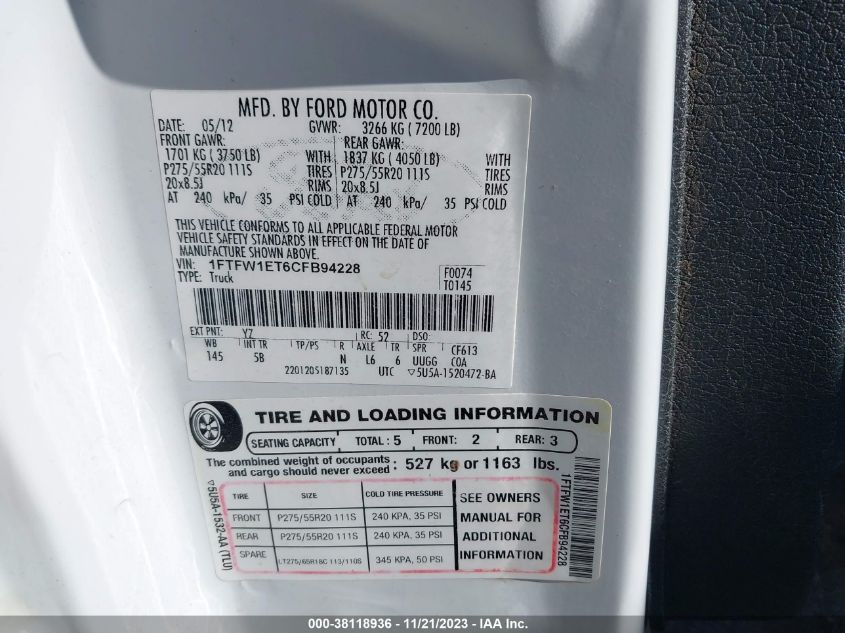 MFD. BY FORD MOTOR CO.
DATE: 05/12 GVWR: 3266 KG ( 7200 LB)
FRONT GAWR: REAR GAWR:
1701 KG ( 3750 LB) WITH 1837 KG ( 4050 LB) WITH
P275/55R20 111S TIRES P275/55R20 111S TIRES
20x8.5J RIMS 20x8.5J RIMS
AT 240 kPa/ 35 PSI COLD AT 240 kPa/ 35 PSI COLD
THIS VEHICLE CONFORMS TO ALL APPLICABLE FEDERAL MOTOR
VEHICLE SAFETY STANDARDS IN EFFECT ON THE DATE OF
MANUFACTURE SHOWN ABOVE.
VIN: 1FTFW1ET6CFB94228 F0074
TYPE: Truck T0145
EXT PNT: YZ RC: 52 DSO:
WB INT TR TP/PS R AXLE TR SPR CF613
145 5B N L6 6 UUGG COA
220120S187135 UTC ▽5U5A-1520472-BA
TIRE AND LOADING INFORMATION
SEATING CAPACITY TOTAL: 5 FRONT: 2 REAR: 3
The combined weight of occupants and cargo should never exceed : 527 kg or 1163 lbs.
TIRE SIZE COLD TIRE PRESSURE
FRONT P275/55R20 111S 240 KPA, 35 PSI
REAR P275/55R20 111S 240 KPA, 35 PSI
SPARE LT275/65R18C 113/110S 345 KPA, 50 PSI
SEE OWNERS
MANUAL FOR
ADDITIONAL
INFORMATION
▽5U5A-1532-AA (TLU)
1FTFW1ET6CFB94228
000-38118936 - 11/21/2023 - IAA Inc.